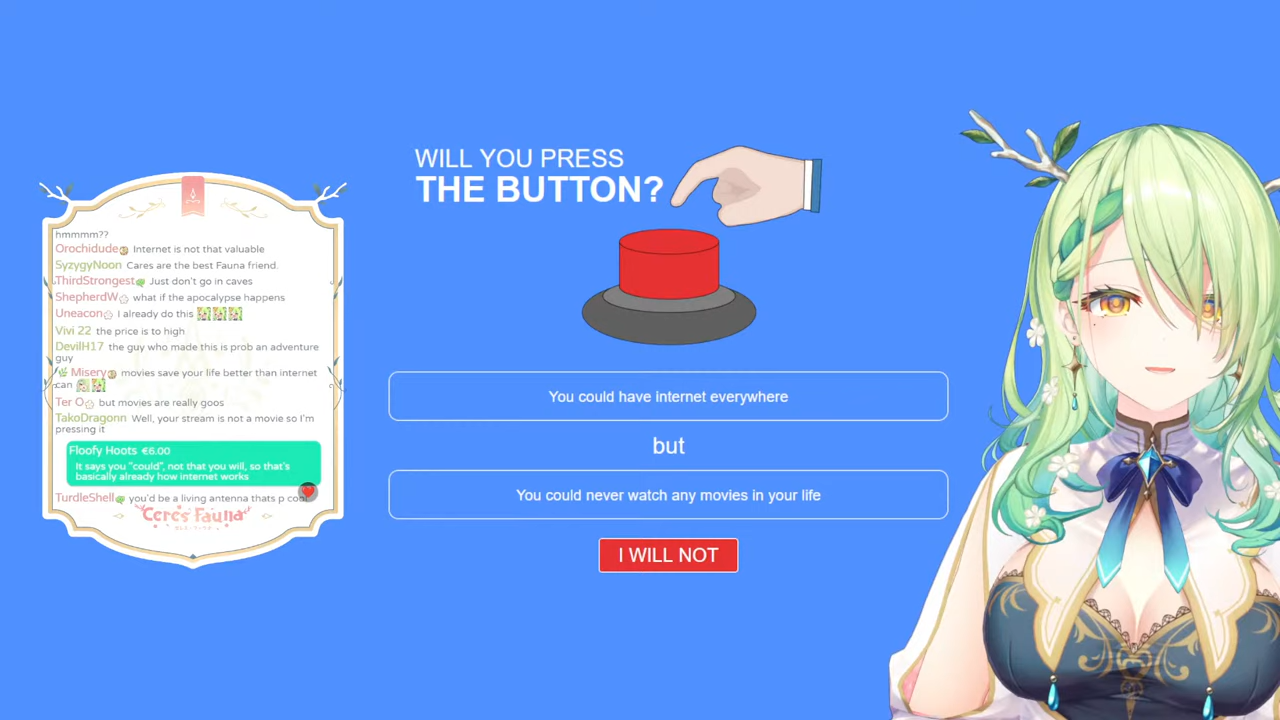 hmmmm??
Orochidude Internet is not that valuable
SyzygyNoon Cares are the best Fauna friend.
ThirdStrongest Just don't go in caves
ShepherdW what if the apocalypse happens
Uneacon I already do this
Vivi 22 the price is to high
DevilH17 the guy who made this is prob an adventure
guy
Misery movies save your life better than internet
can
Ter O but movies are really goos
TakoDragonn Well, your stream is not a movie so I'm
pressing it
Floofy Hoots €6.00
It says you "could", not that you will, so that's
basically already how internet works
TurtleShell you'd be a living antenna thats p cool
Ceres Fauna
WILL YOU PRESS
THE BUTTON?
You could have internet everywhere
but
You could never watch any movies in your life
I WILL NOT